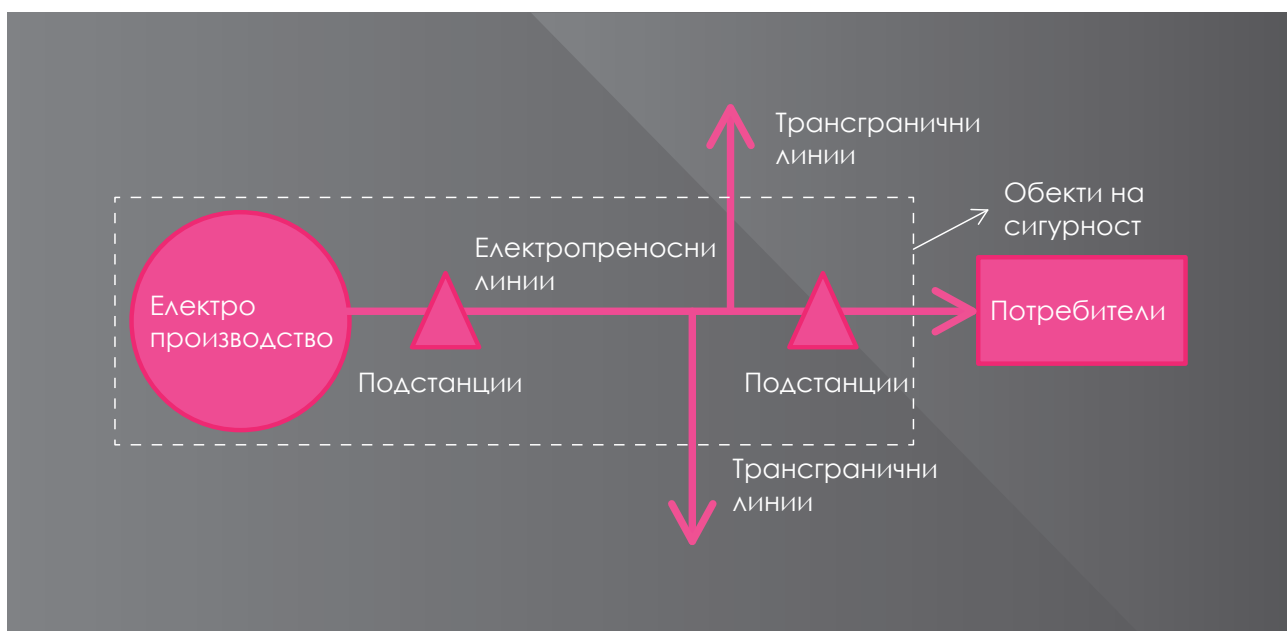 Трансгранични
линии
Обекти на
сигурност
Електропреносни
линии
Електро
производство
Потребители
Подстанции
Подстанции
Трансгранични
линии